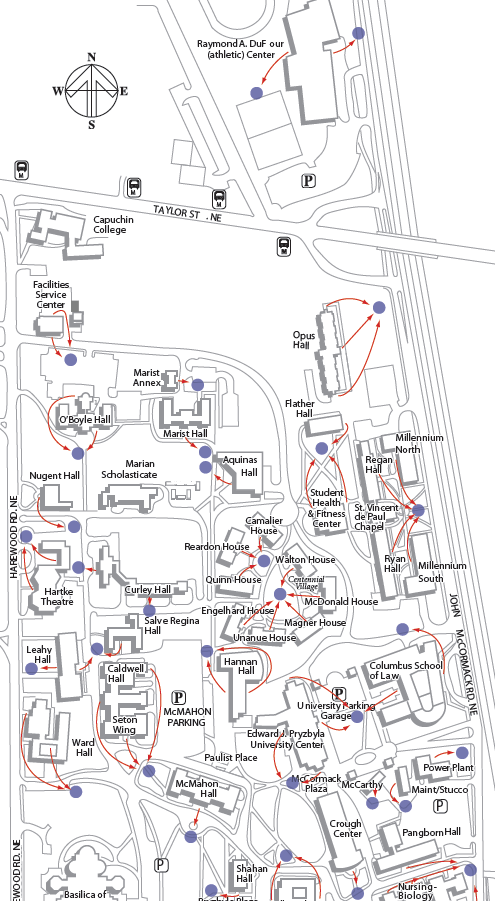 Raymond A. DuF our
(athletic) Center
N
W E
S
P
M
M
M
TAYLOR ST . NE
M
Capuchin
College
Facilities
Service
Center
Opus
Hall
Marist
Annex
Flather
Hall
O'Boyle Hall
Marist Hall
Millennium
North
Regan
Hall
Nugent Hall
Marian
Scholasticate
Aquinas
Hall
Student
Health
& Fitness
Center
St. Vincent
de Paul
Chapel
HAREWOOD RD. NE
Camalier
House
Reardon House
Walton House
Ryan
Hall
Millennium
South
Quinn House
Centennial
Village
Hartke
Theatre
Curley Hall
McDonald House
Engelhard House
Magner House
Salve Regina
Hall
Unanue House
JOHN McCORMACK RD. NE
Leahy
Hall
Caldwell
Hall
Hannan
Hall
Columbus School
of Law
P
McMAHON
PARKING
P
University Parking
Garage
Seton
Wing
Ward
Hall
Edward J. Pryzbyla
University Center
Paulist Place
Power Plant
McMahon
Hall
McCormack
Plaza
McCarthy
Maint/Stucco
P
Crough
Center
Pangborn Hall
P
Shahan
Hall
EWOOD RD. NE
Basilica of
Nursing-
Biology